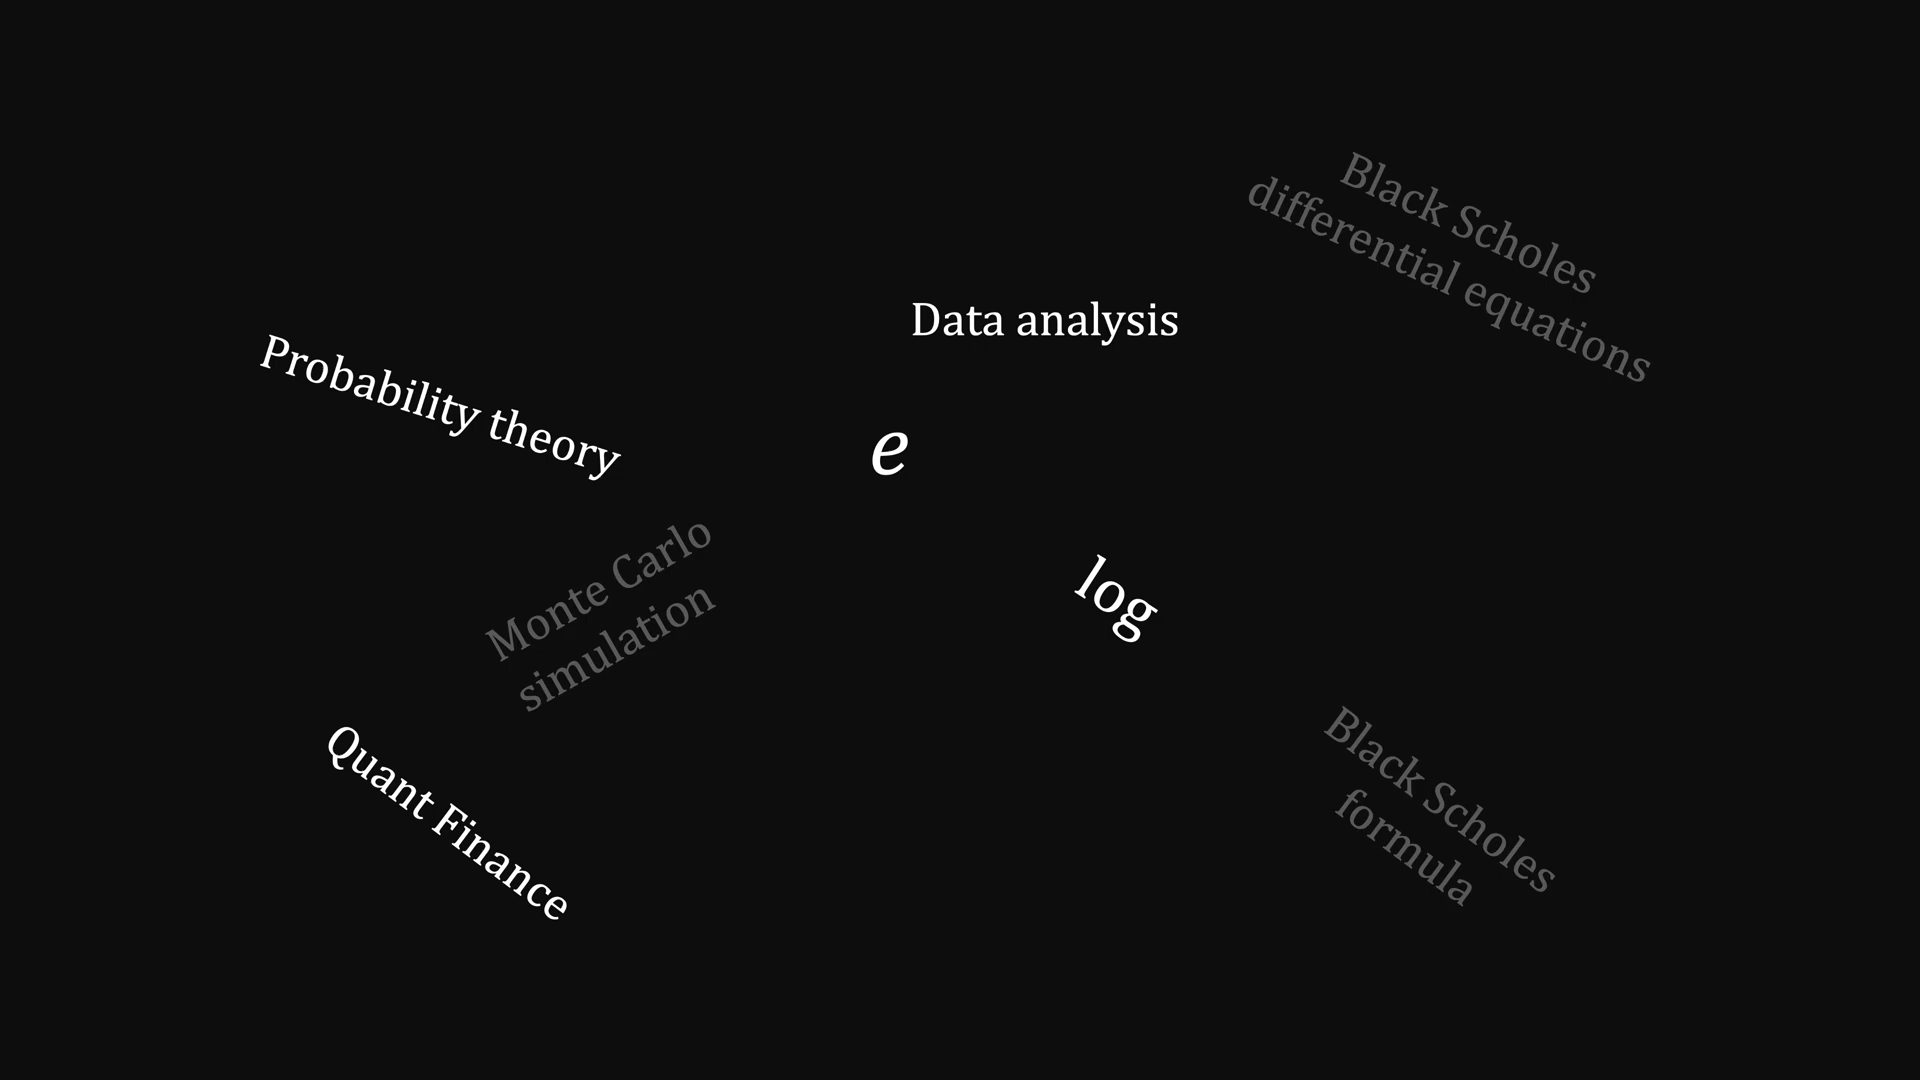 Black Scholes
differential equations
Data analysis
Probability theory
e
Monte Carlo
simulation
log
Quant Finance
Black Scholes
formula